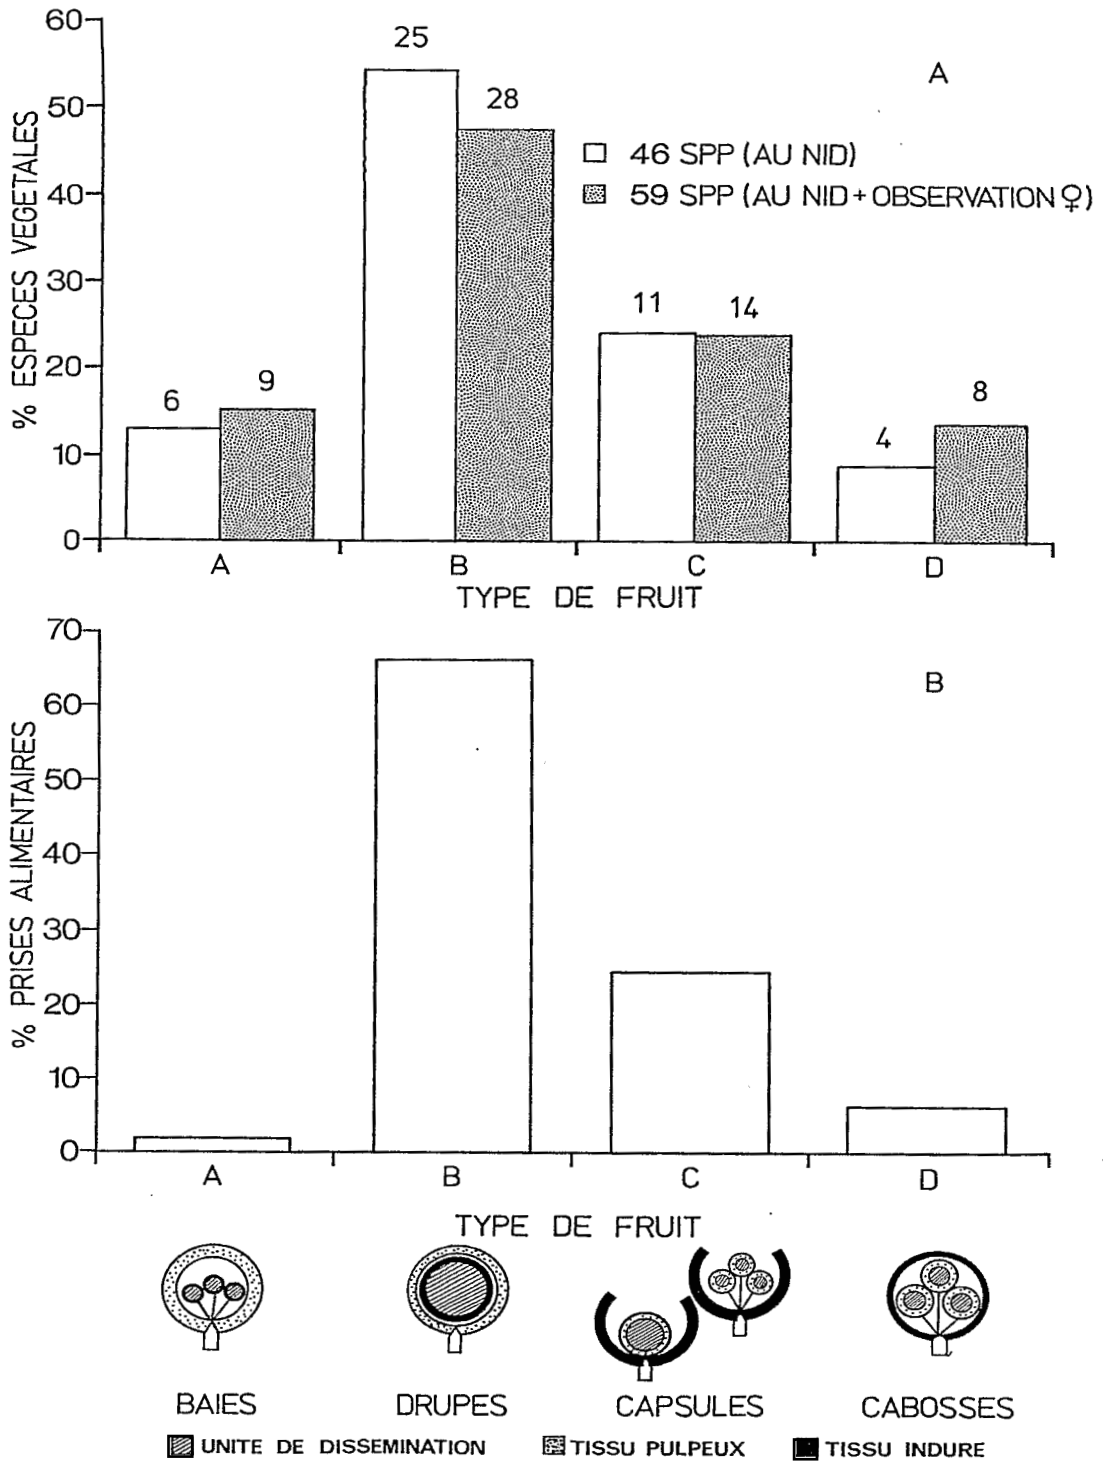 % ESPECES VEGETALES
60
50
40
30
20
10
0
A
25
28
46 SPP (AU NID)
59 SPP (AU NID + OBSERVATION ♀)
6
9
11
14
4
8
A B C D
TYPE DE FRUIT
% PRISES ALIMENTAIRES
70
60
50
40
30
20
10
0
B
A B C D
TYPE DE FRUIT
BAIES DRUPES CAPSULES CABOSSES
UNITE DE DISSEMINATION TISSU PULPEUX TISSU INDURE